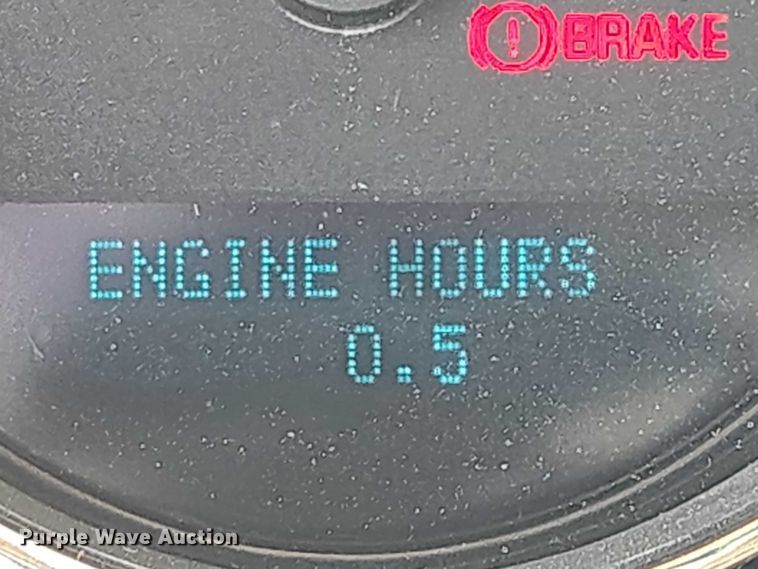 BRAKE
ENGINE HOURS
0.5
Purple Wave Auction